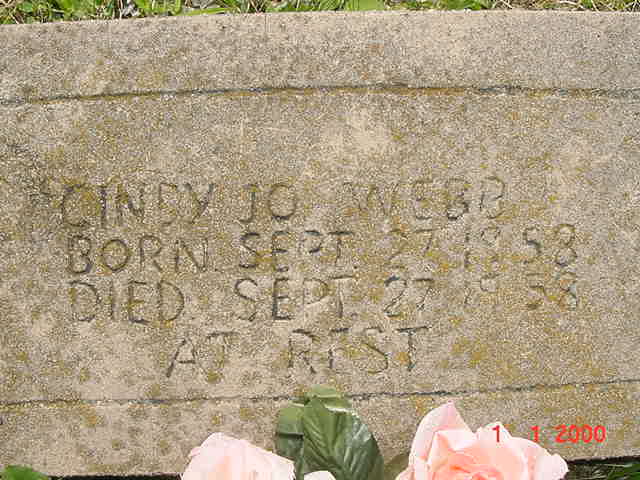 CINDY JO WEBB
BORN SEPT. 27 1958
DIED SEPT. 27 1958
AT REST
1 1 2000